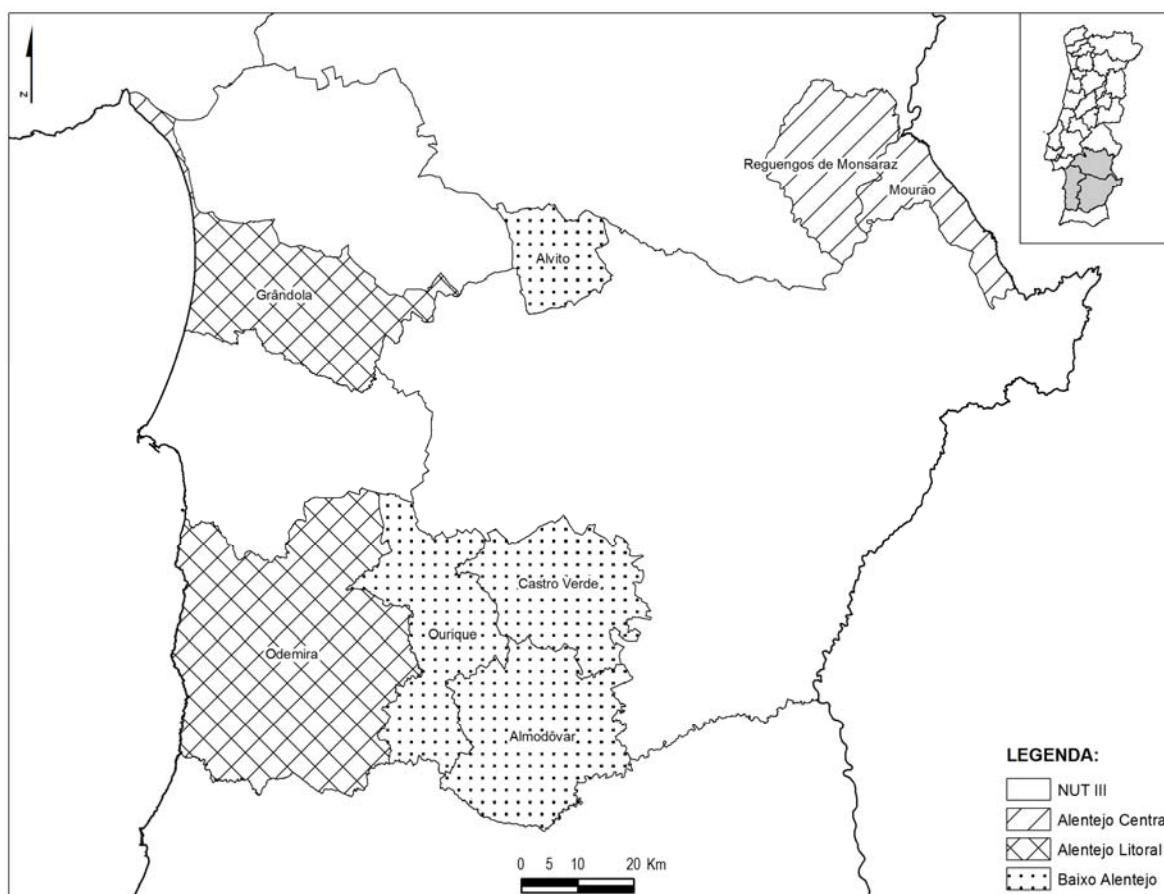 N
Reguengos de Monsaraz
Mourão
Alvito
Grândola
Castro Verde
Ourique
Odemira
Almodôvar
LEGENDA:
NUT III
Alentejo Centra
Alentejo Litoral
Baixo Alentejo
0 5 10 20 Km